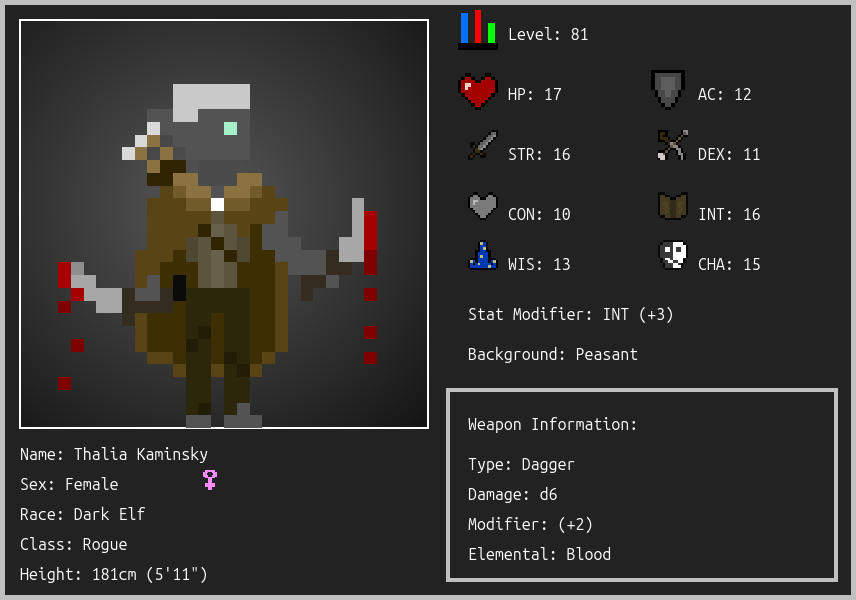 Level: 81
HP: 17
AC: 12
STR: 16
DEX: 11
CON: 10
INT: 16
WIS: 13
CHA: 15
Stat Modifier: INT (+3)
Background: Peasant
Weapon Information:
Type: Dagger
Damage: d6
Modifier: (+2)
Elemental: Blood
Name: Thalia Kaminsky
Sex: Female
Race: Dark Elf
Class: Rogue
Height: 181cm (5'11")